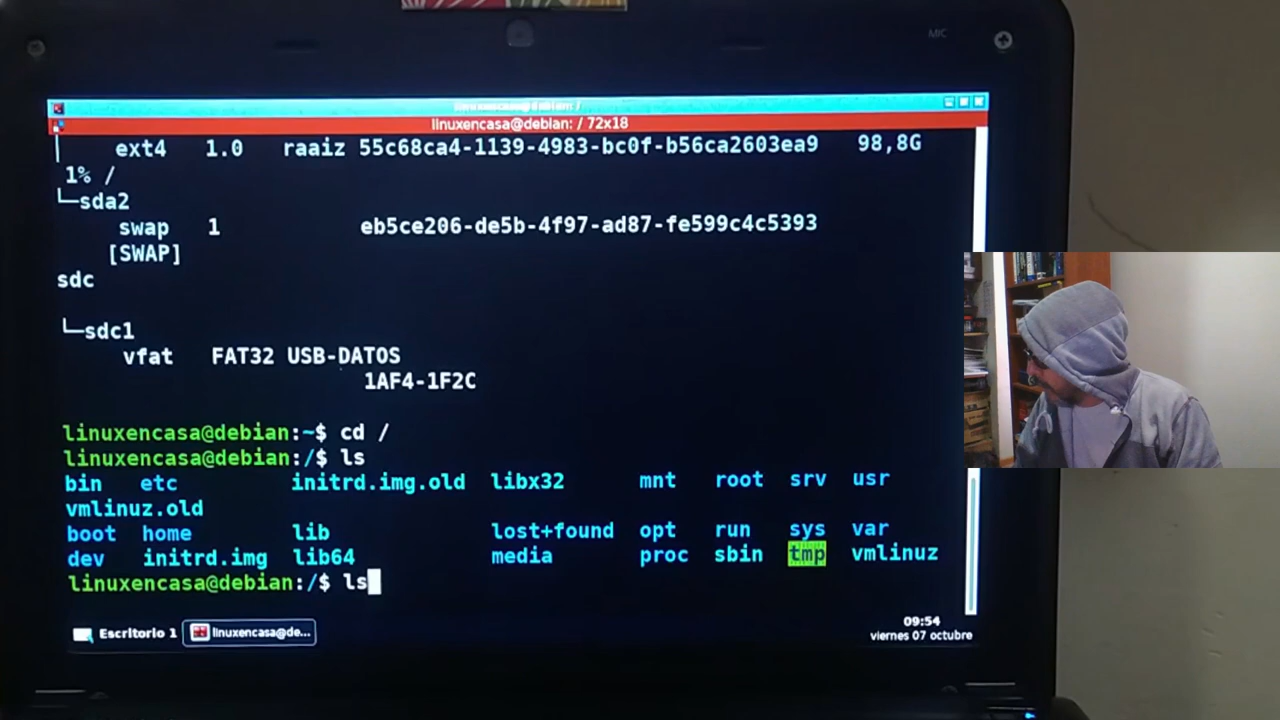 MIC
linuxencasa@debian: /
linuxencasa@debian: / 72x18
ext4 1.0 raaiz 55c68ca4-1139-4983-bc0f-b56ca2603ea9 98,8G
1% /
└─sda2
swap 1 eb5ce206-de5b-4f97-ad87-fe599c4c5393
[SWAP]
sdc
└─sdc1
vfat FAT32 USB-DATOS
1AF4-1F2C
linuxencasa@debian:~$ cd /
linuxencasa@debian:/$ ls
bin etc initrd.img.old libx32 mnt root srv usr
vmlinuz.old
boot home lib lost+found opt run sys var
dev initrd.img lib64 media proc sbin tmp vmlinuz
linuxencasa@debian:/$ ls
Escritorio 1 linuxencasa@de...
09:54
viernes 07 octubre